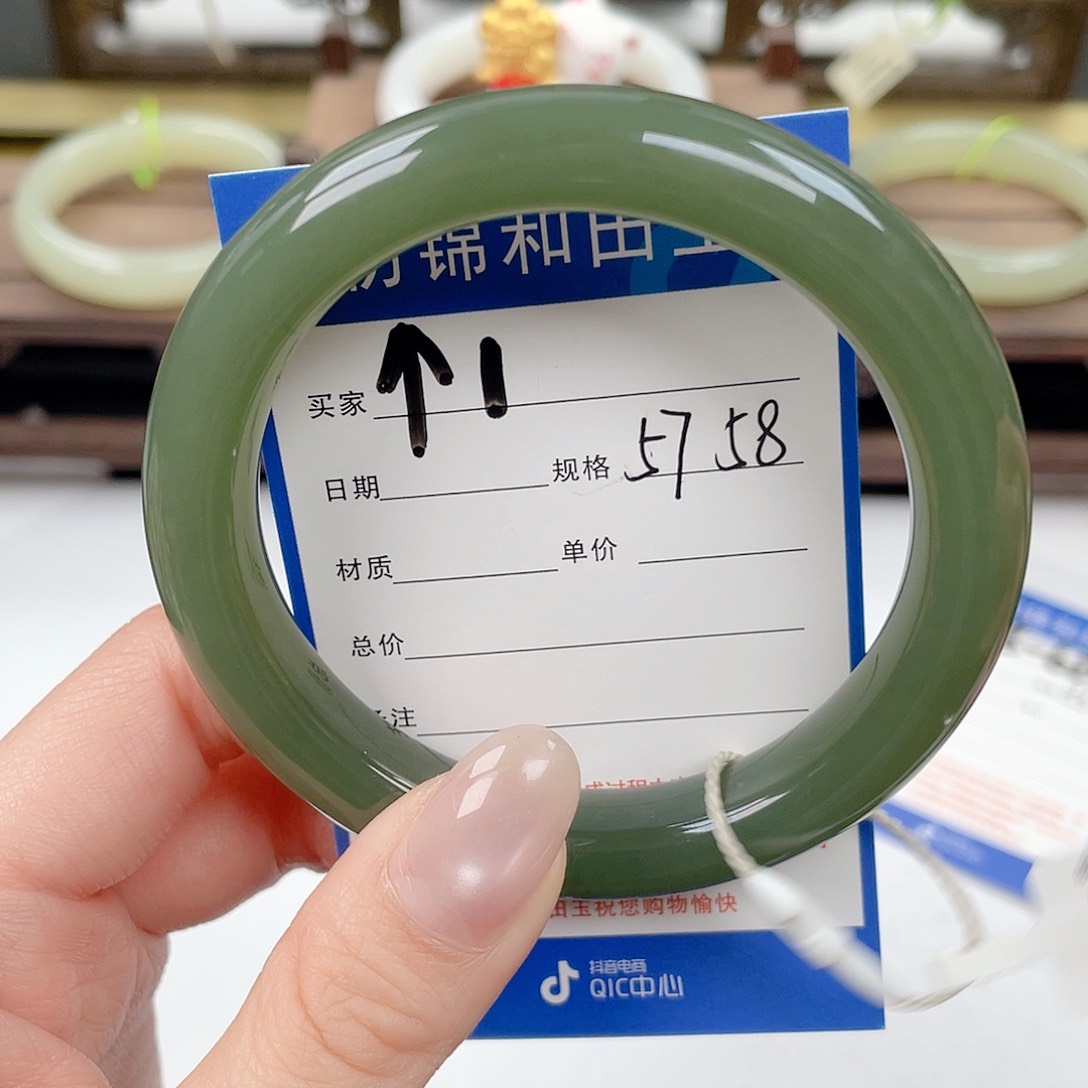 锦和田玉
买家 ↑1
日期 规格 57 58
材质 单价
总价
备注
田玉祝您购物愉快
抖音电商
QIC中心